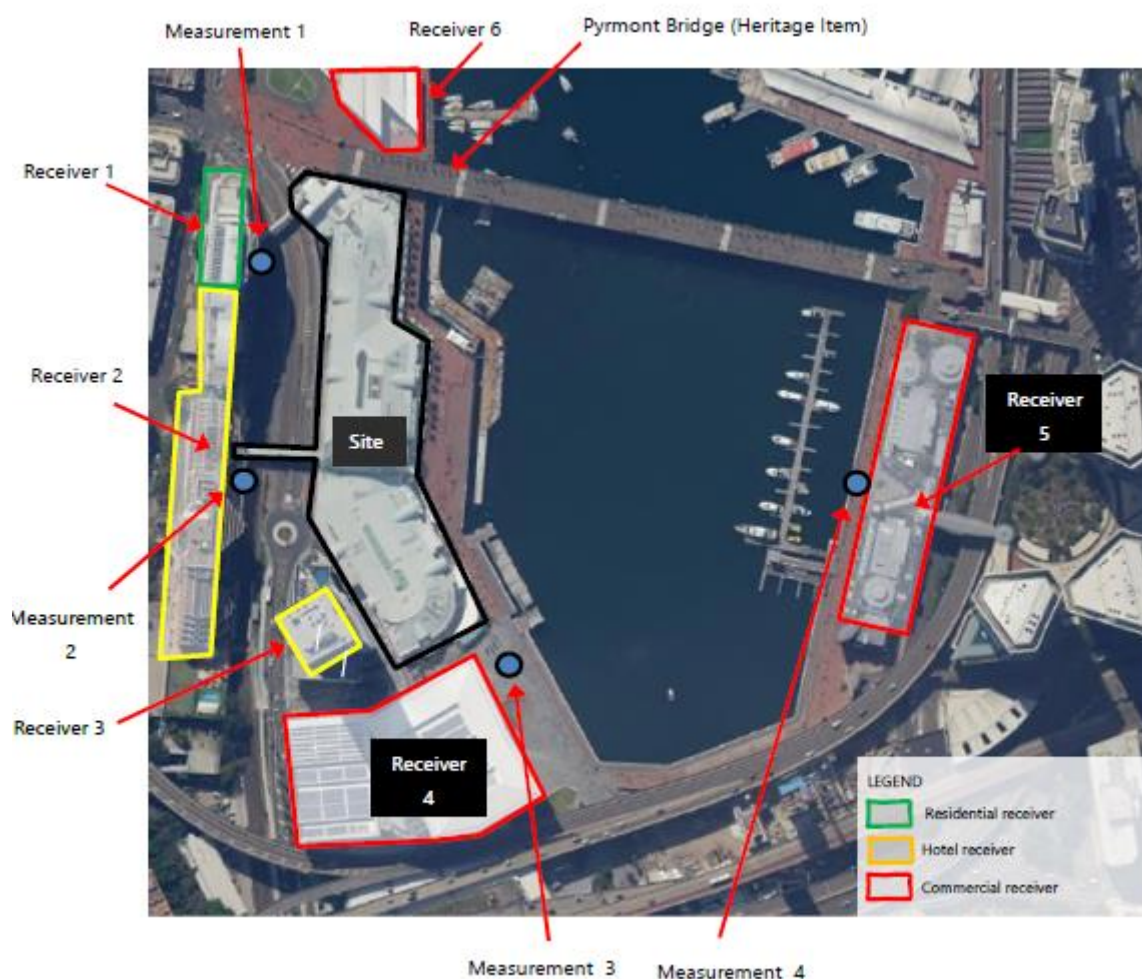 Measurement 1
Receiver 6
Pyrmont Bridge (Heritage Item)
Receiver 1
Receiver 2
Site
Receiver
5
Measurement
2
Receiver 3
Receiver
4
LEGEND
Residential receiver
Hotel receiver
Commercial receiver
Measurement 3
Measurement 4